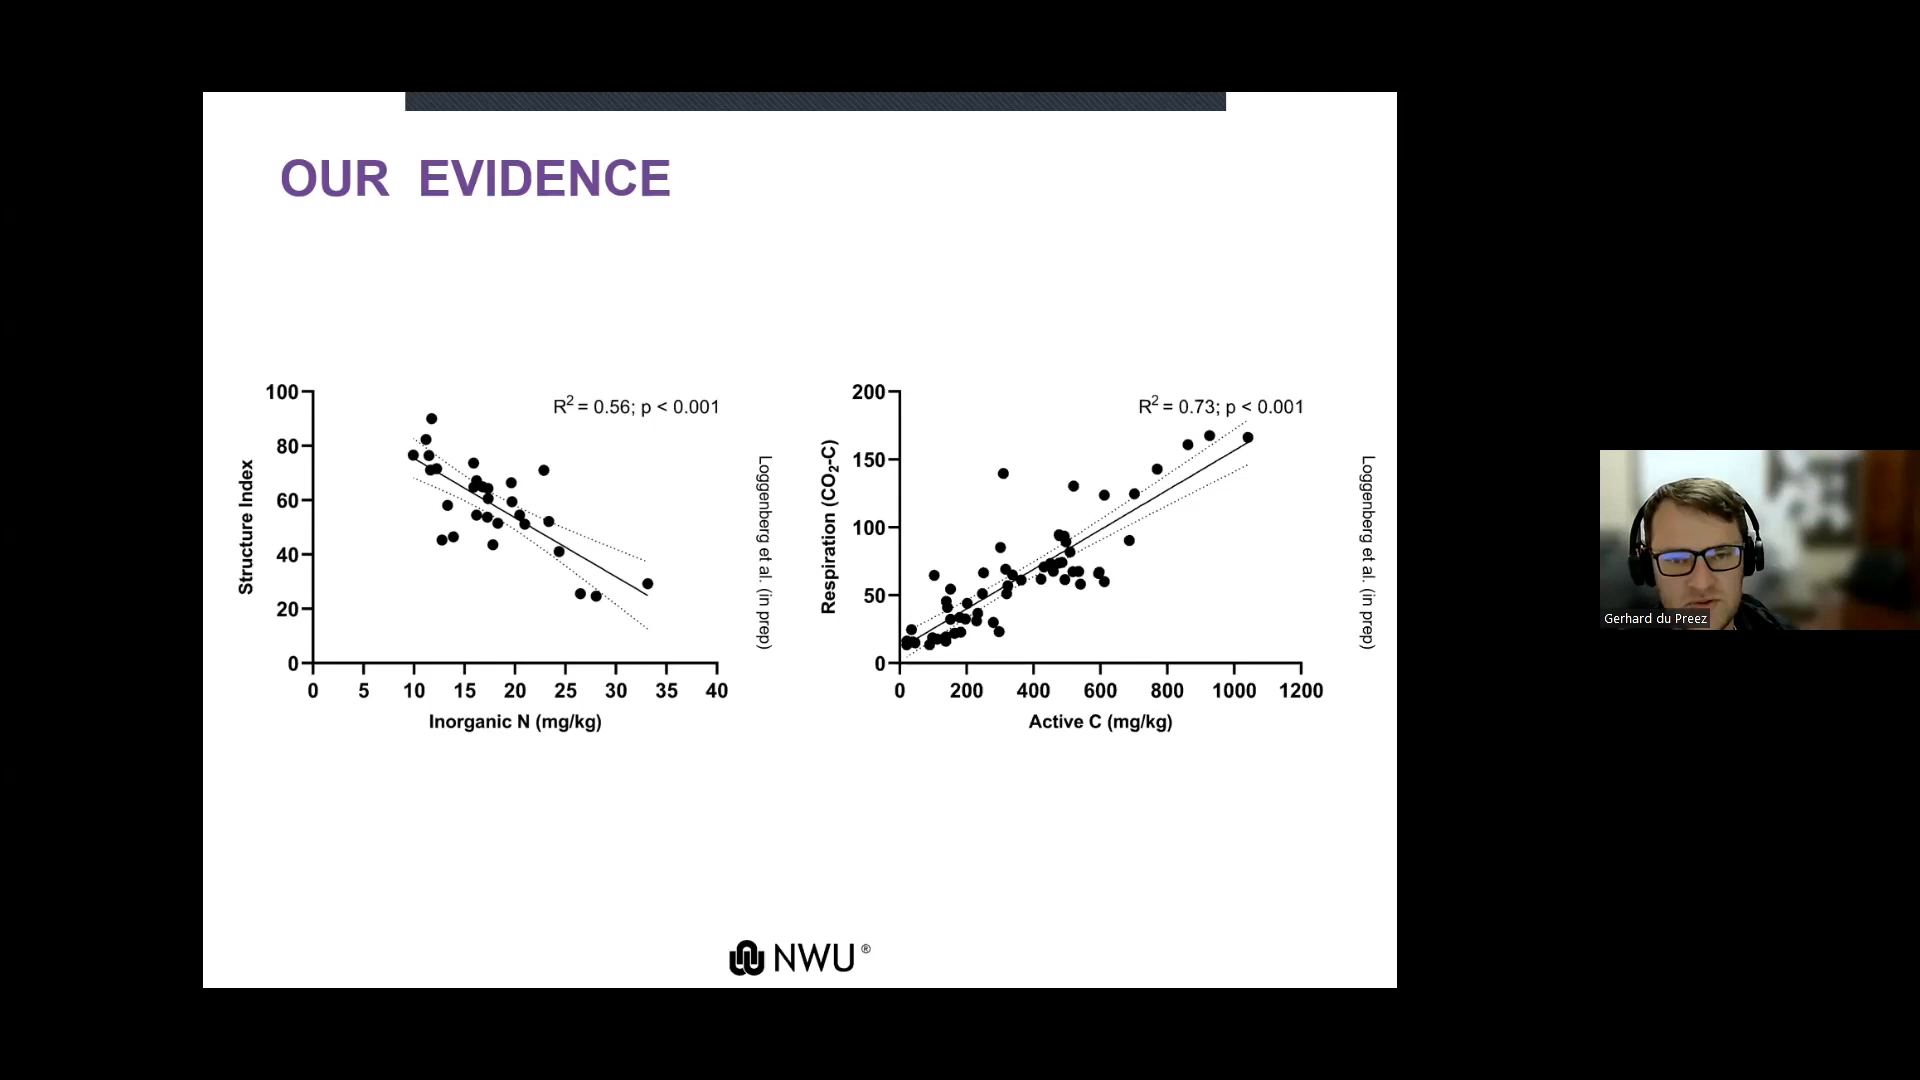 OUR EVIDENCE
100
80
60
40
20
0
Structure Index
R2 = 0.56; p < 0.001
0 5 10 15 20 25 30 35 40
Inorganic N (mg/kg)
Loggenberg et al. (in prep)
200
150
100
50
0
Respiration (CO2-C)
R2 = 0.73; p < 0.001
0 200 400 600 800 1000 1200
Active C (mg/kg)
Loggenberg et al. (in prep)
NWU®
Gerhard du Preez